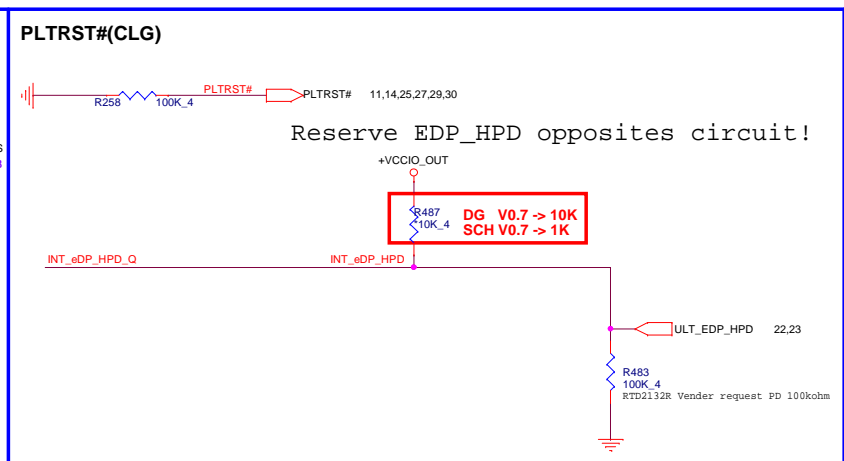 PLTRST#(CLG)
R258
100K_4
PLTRST#
PLTRST#
11,14,25,27,29,30
Reserve EDP_HPD opposites circuit!
+VCCIO_OUT
R487
*10K_4
DG V0.7 -> 10K
SCH V0.7 -> 1K
INT_eDP_HPD_Q
INT_eDP_HPD
ULT_EDP_HPD
22,23
R483
100K_4
RTD2132R Vender request PD 100kohm